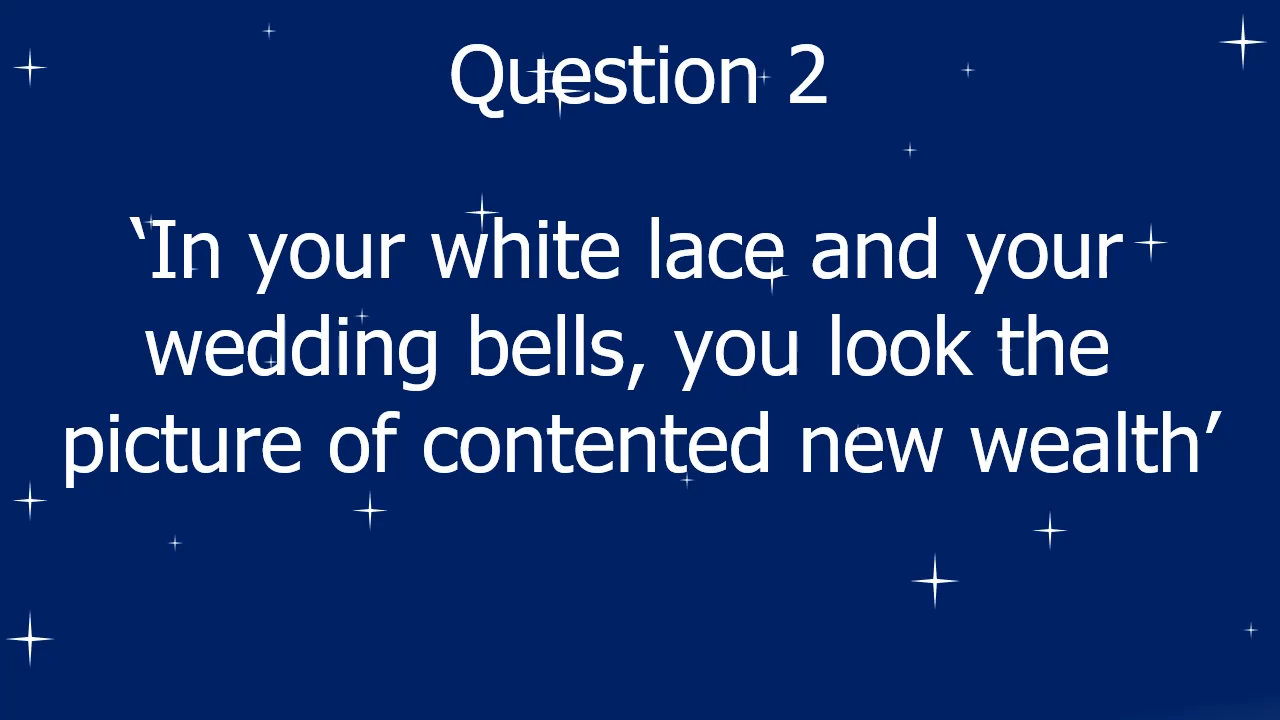 Question 2
‘In your white lace and your
wedding bells, you look the
picture of contented new wealth’